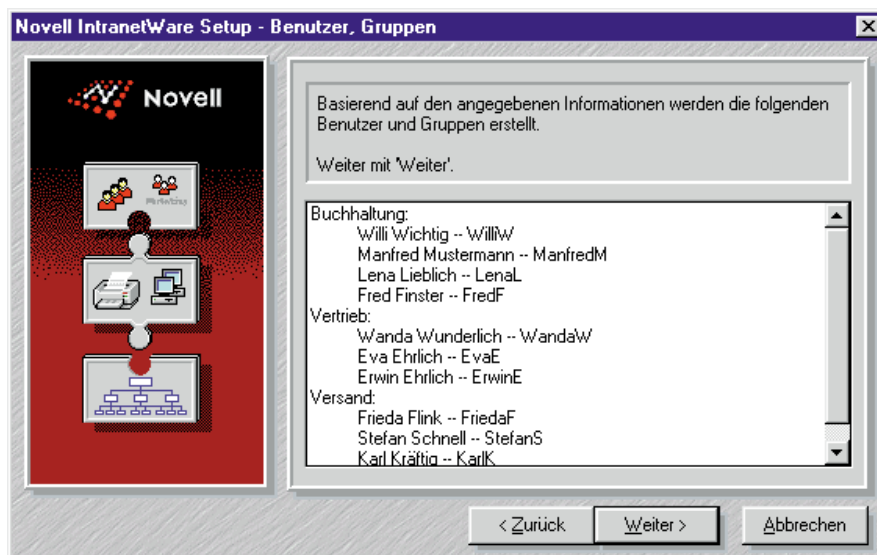 Novell IntranetWare Setup - Benutzer, Gruppen
Novell
Marketing
Basierend auf den angegebenen Informationen werden die folgenden
Benutzer und Gruppen erstellt.
Weiter mit 'Weiter'.
Buchhaltung:
Willi Wichtig -- WilliW
Manfred Mustermann -- ManfredM
Lena Lieblich -- LenaL
Fred Finster -- FredF
Vertrieb:
Wanda Wunderlich -- WandaW
Eva Ehrlich -- EvaE
Erwin Ehrlich -- ErwinE
Versand:
Frieda Flink -- FriedaF
Stefan Schnell -- StefanS
Karl Kräftig -- KarlK
< Zurück
Weiter >
Abbrechen